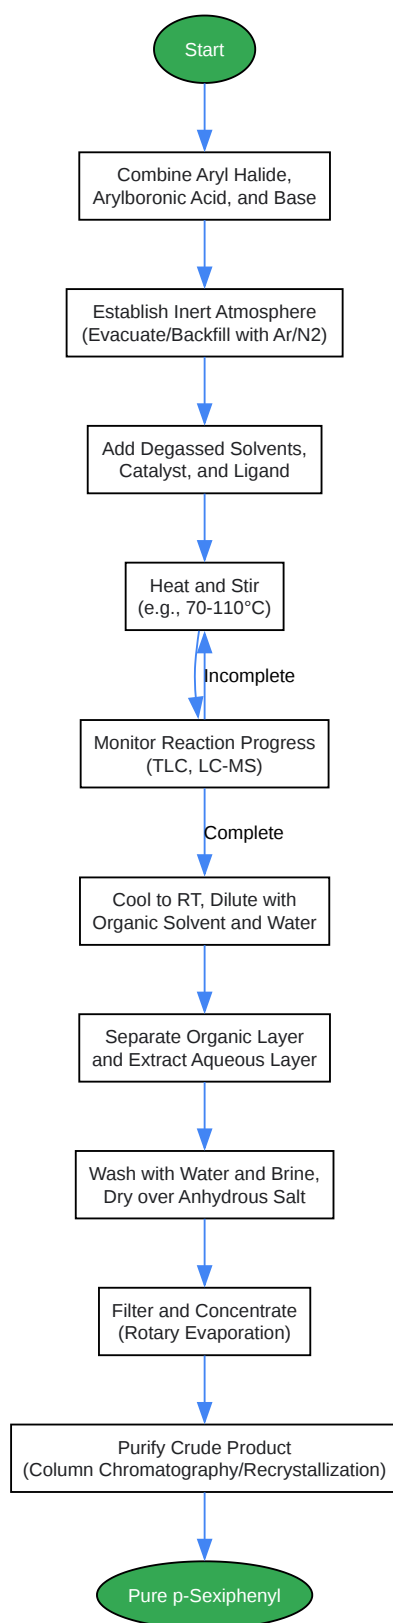 Start
Combine Aryl Halide,
Arylboronic Acid, and Base
Establish Inert Atmosphere
(Evacuate/Backfill with Ar/N2)
Add Degassed Solvents,
Catalyst, and Ligand
Heat and Stir
(e.g., 70-110°C)
Incomplete
Monitor Reaction Progress
(TLC, LC-MS)
Complete
Cool to RT, Dilute with
Organic Solvent and Water
Separate Organic Layer
and Extract Aqueous Layer
Wash with Water and Brine,
Dry over Anhydrous Salt
Filter and Concentrate
(Rotary Evaporation)
Purify Crude Product
(Column Chromatography/Recrystallization)
Pure p-Sexiphenyl